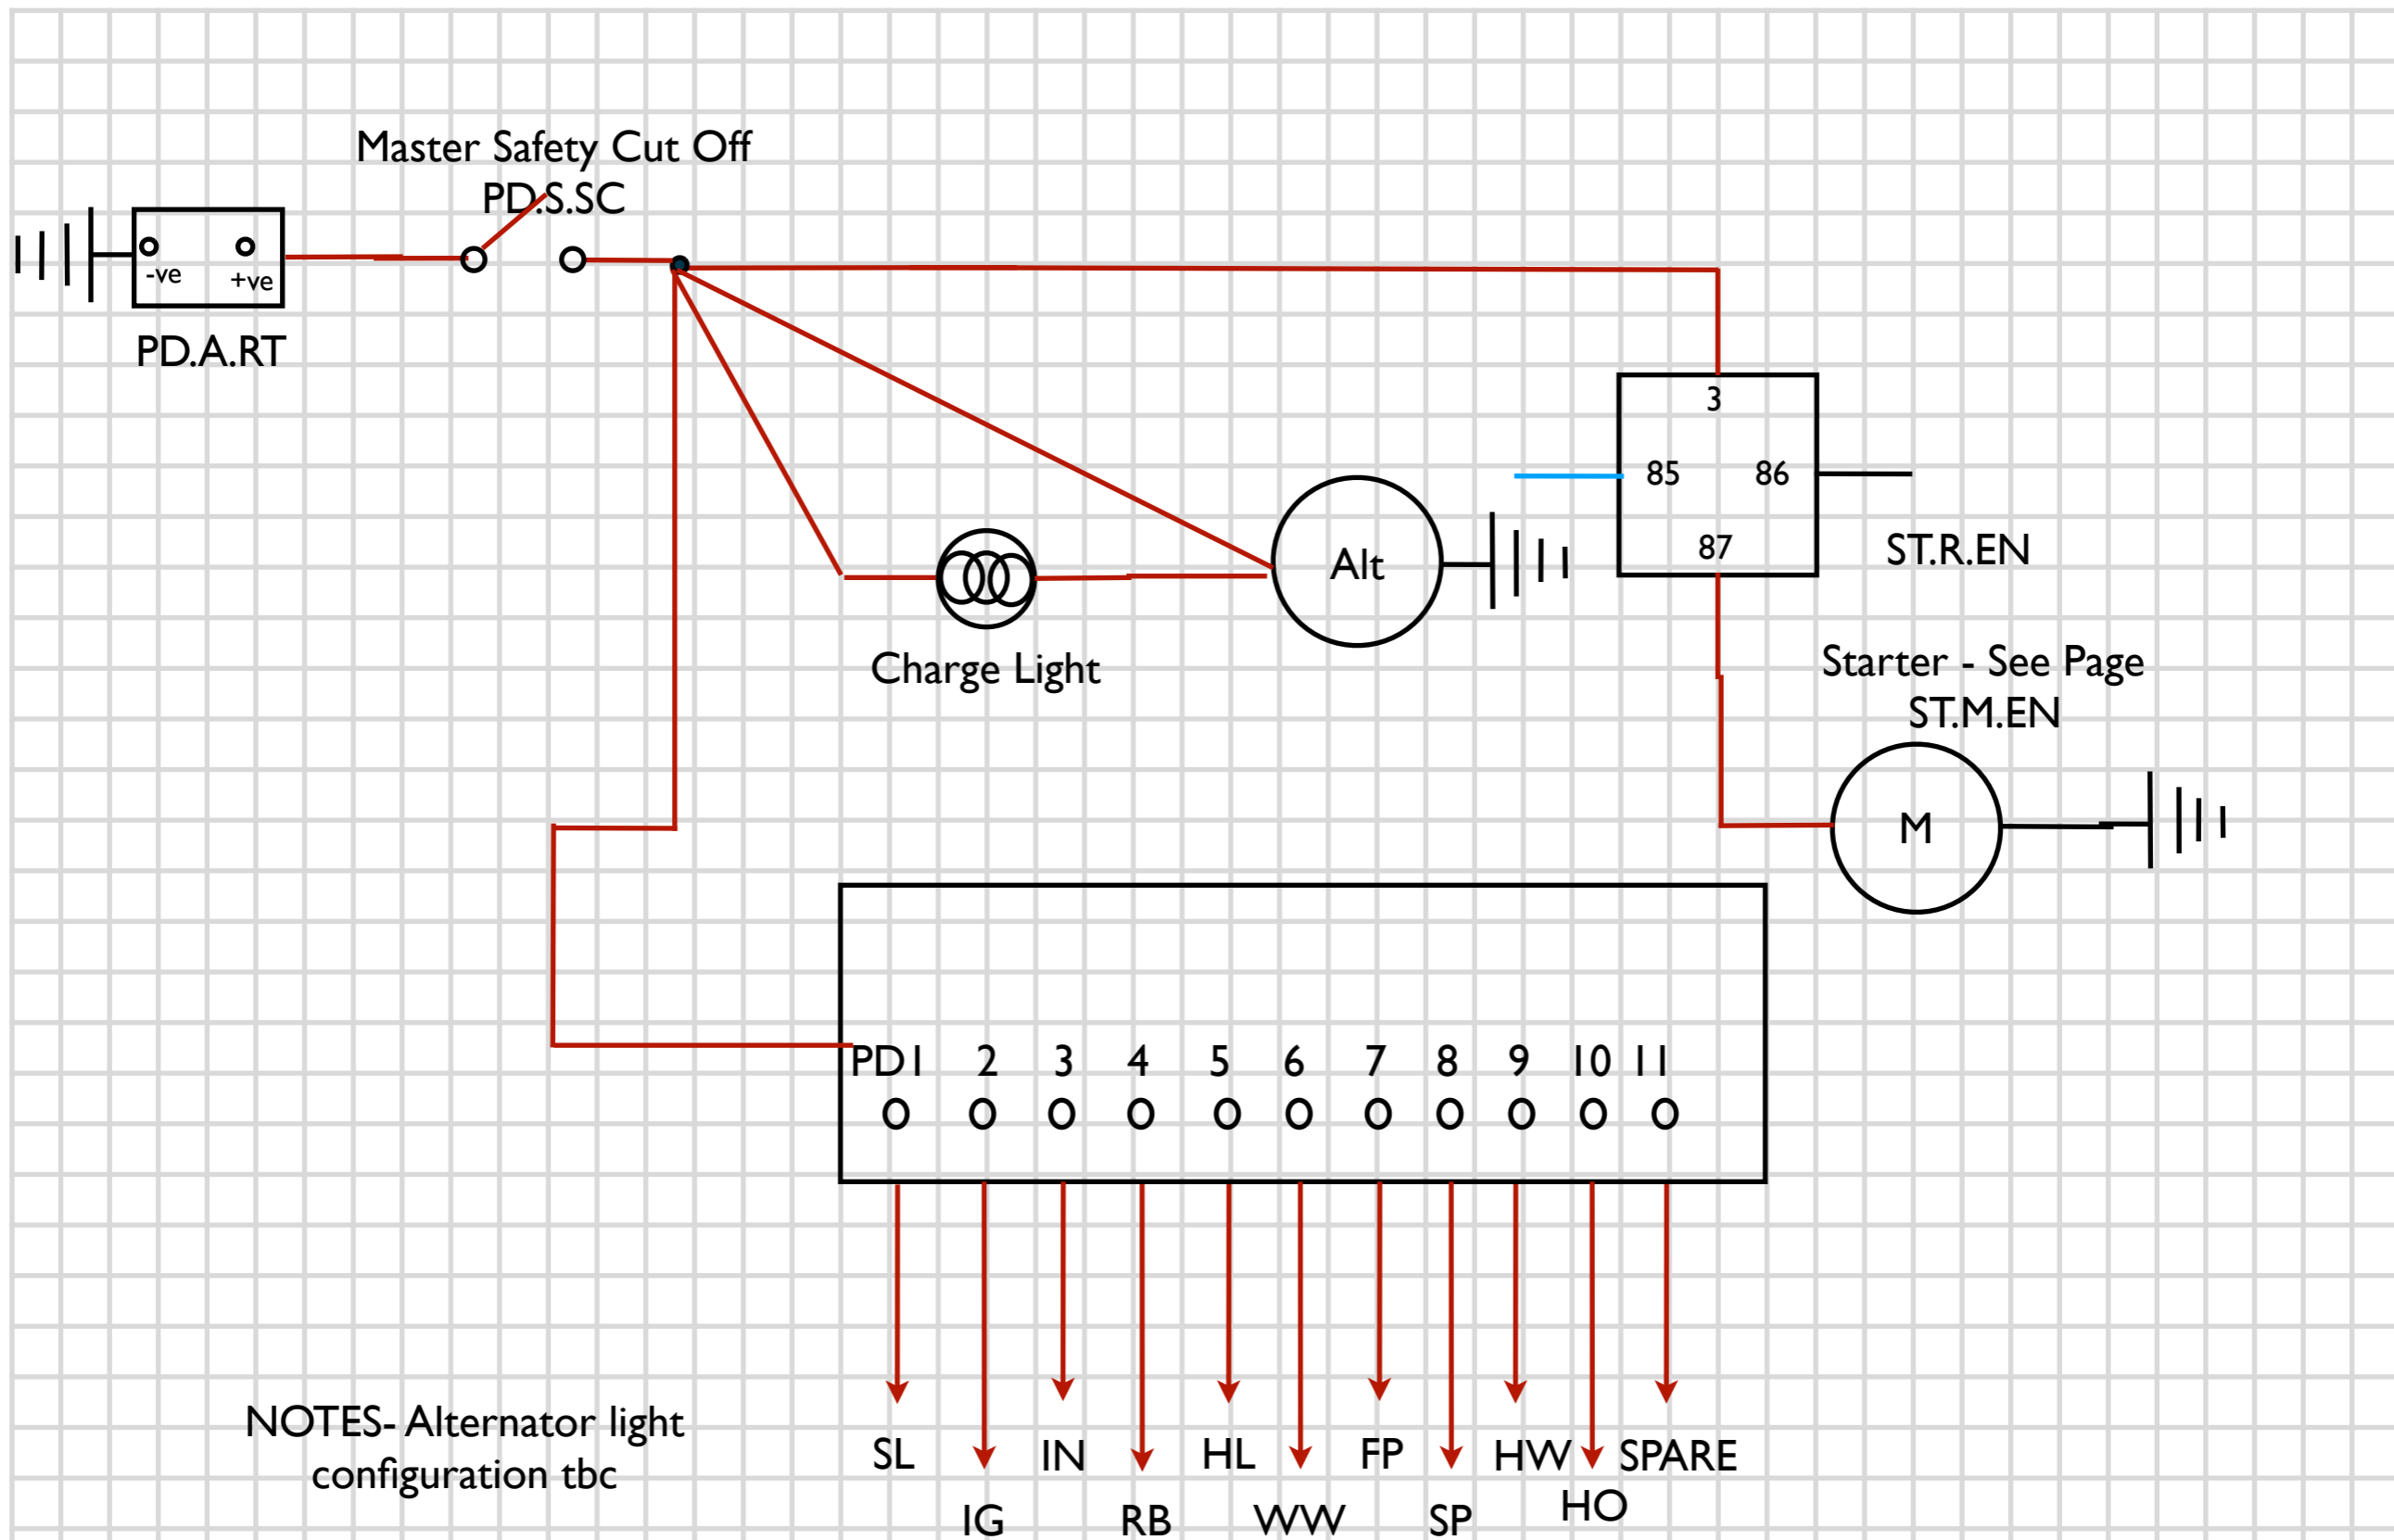 Master Safety Cut Off
PD.S.SC
-ve
+ve
PD.A.RT
3
85
86
87
ST.R.EN
Alt
Charge Light
Starter - See Page
ST.M.EN
M
PD1 2 3 4 5 6 7 8 9 10 11
NOTES- Alternator light
configuration tbc
SL IN HL FP HW SPARE
IG RB WW SP HO